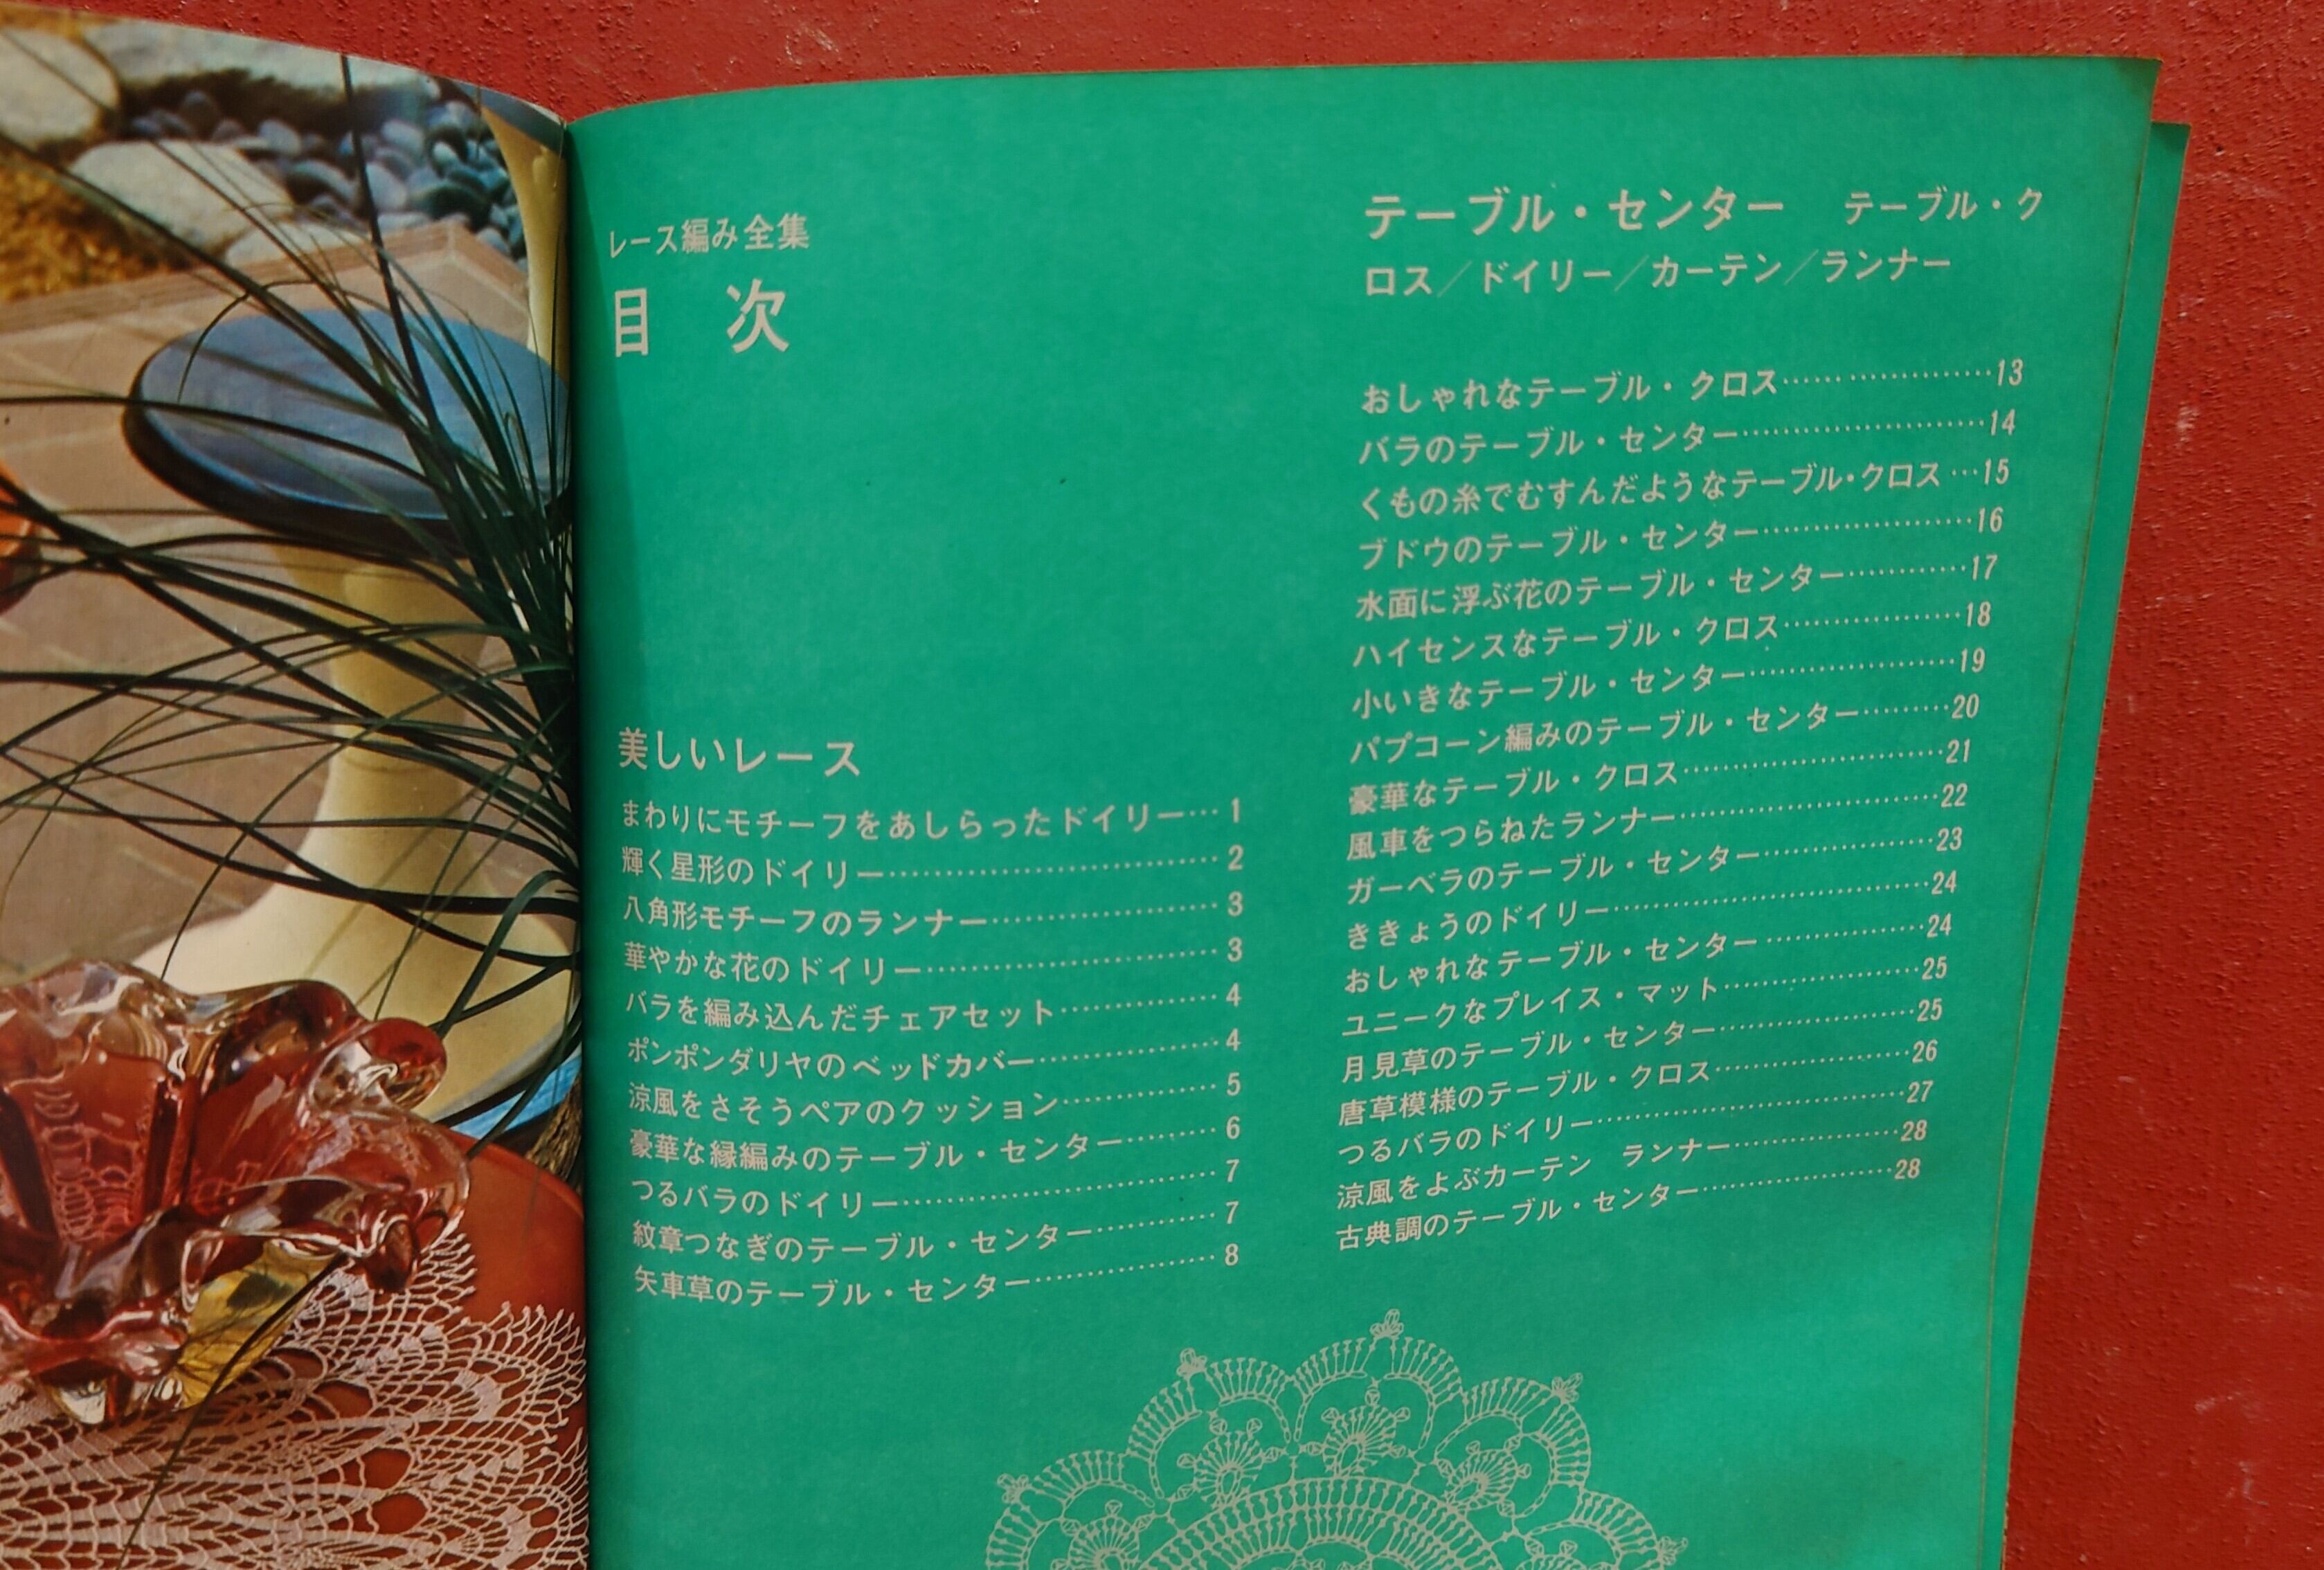 レース編み全集
目 次
美しいレース
まわりにモチーフをあしらったドイリー…1
輝く星形のドイリー……………………………2
八角形モチーフのランナー……………………3
華やかな花のドイリー…………………………3
バラを編み込んだチェアセット………………4
ポンポンダリヤのベッドカバー………………4
涼風をさそうペアのクッション………………5
豪華な縁編みのテーブル・センター…………6
つるバラのドイリー……………………………7
紋章つなぎのテーブル・センター……………7
矢車草のテーブル・センター…………………8
テーブル・センター テーブル・ク
ロス／ドイリー／カーテン／ランナー
おしゃれなテーブル・クロス…………………13
バラのテーブル・センター……………………14
くもの糸でむすんだようなテーブル・クロス…15
ブドウのテーブル・センター…………………16
水面に浮ぶ花のテーブル・センター…………17
ハイセンスなテーブル・クロス………………18
小いきなテーブル・センター…………………19
パプコーン編みのテーブル・センター………20
豪華なテーブル・クロス………………………21
風車をつらねたランナー………………………22
ガーベラのテーブル・センター………………23
ききょうのドイリー……………………………24
おしゃれなテーブル・センター………………24
ユニークなプレイス・マット…………………25
月見草のテーブル・センター…………………25
唐草模様のテーブル・クロス…………………26
つるバラのドイリー……………………………27
涼風をよぶカーテン ランナー………………28
古典調のテーブル・センター…………………28